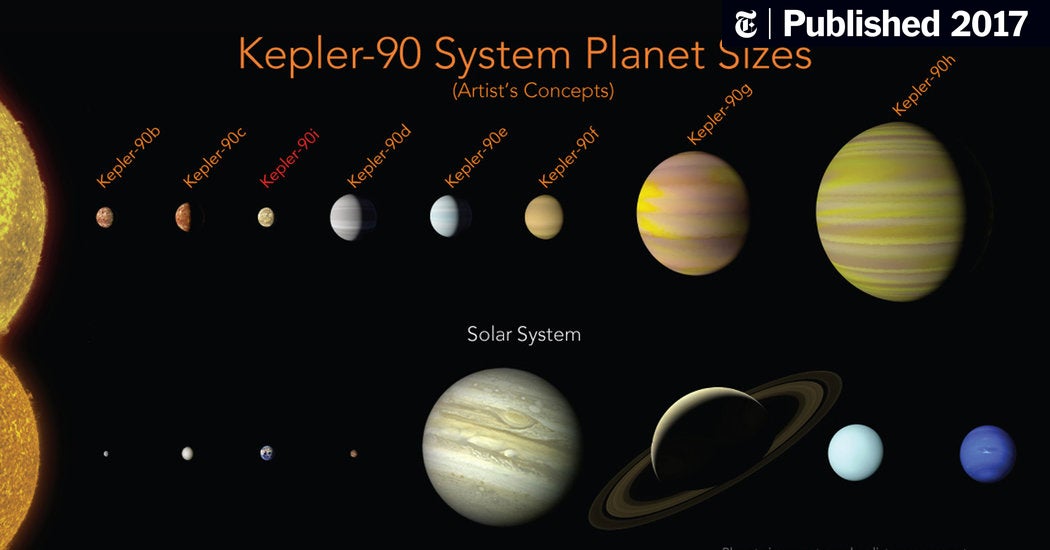 Published 2017
Kepler-90 System Planet Sizes
(Artist's Concepts)
Kepler-90b
Kepler-90c
Kepler-90i
Kepler-90d
Kepler-90e
Kepler-90f
Kepler-90g
Kepler-90h
Solar System